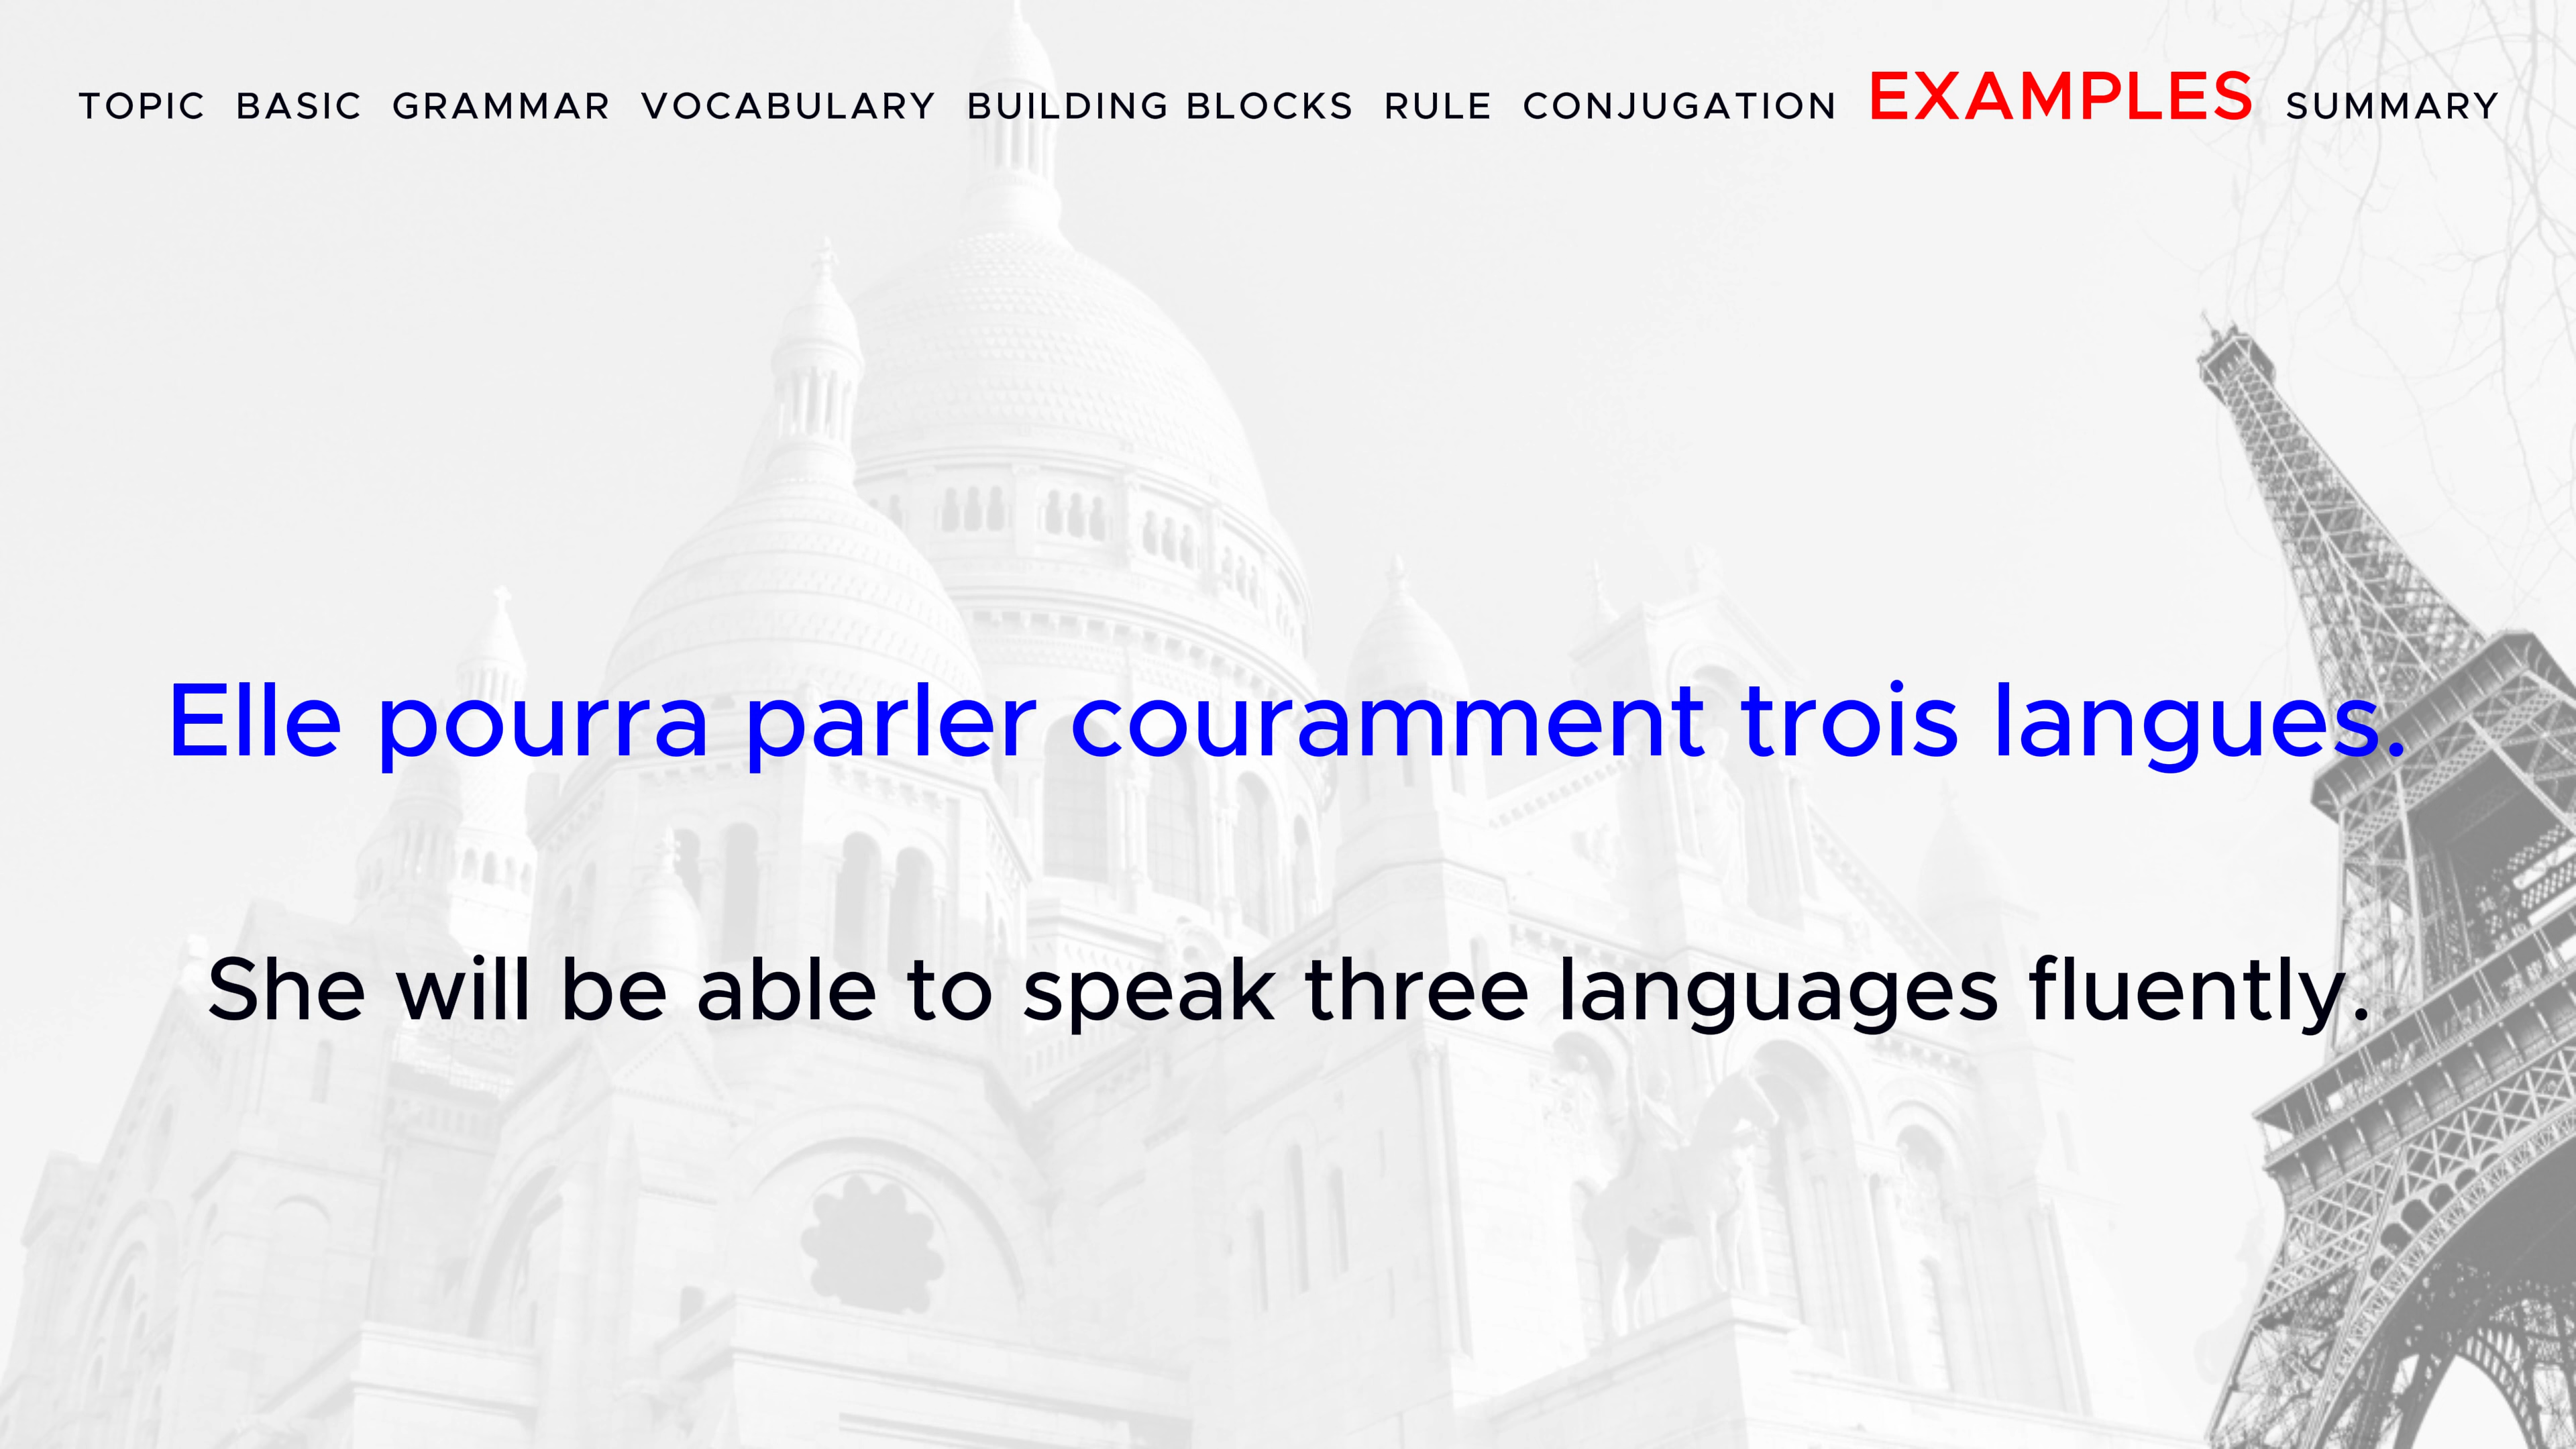 TOPIC BASIC GRAMMAR VOCABULARY BUILDING BLOCKS RULE CONJUGATION EXAMPLES SUMMARY
Elle pourra parler couramment trois langues.
She will be able to speak three languages fluently.